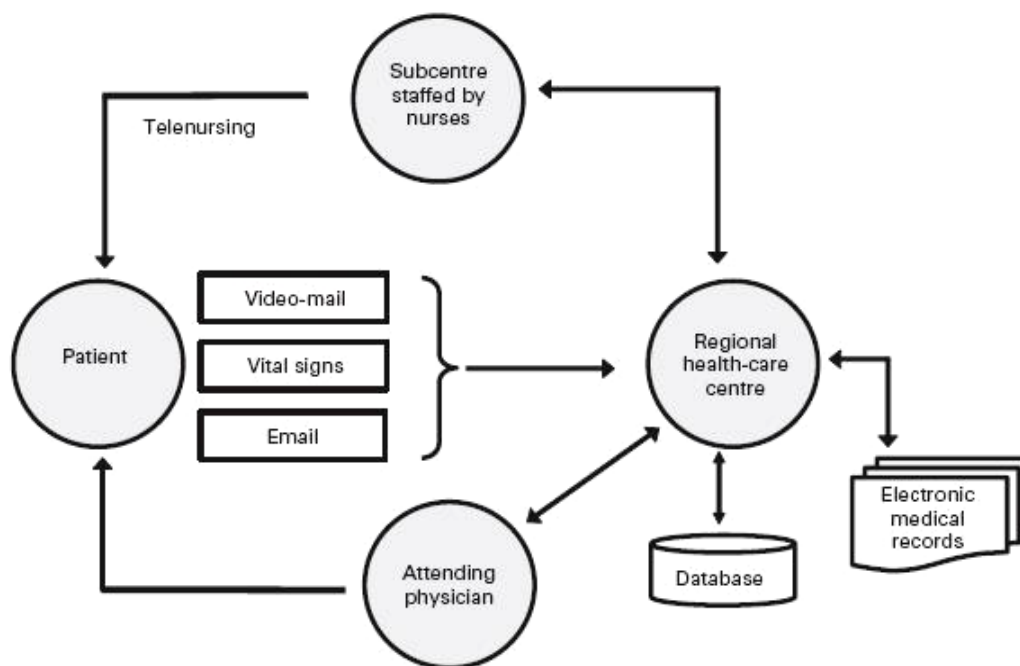 Subcentre
staffed by
nurses
Telenursing
Patient
Video-mail
Vital signs
Email
Regional
health-care
centre
Attending
physician
Database
Electronic
medical
records